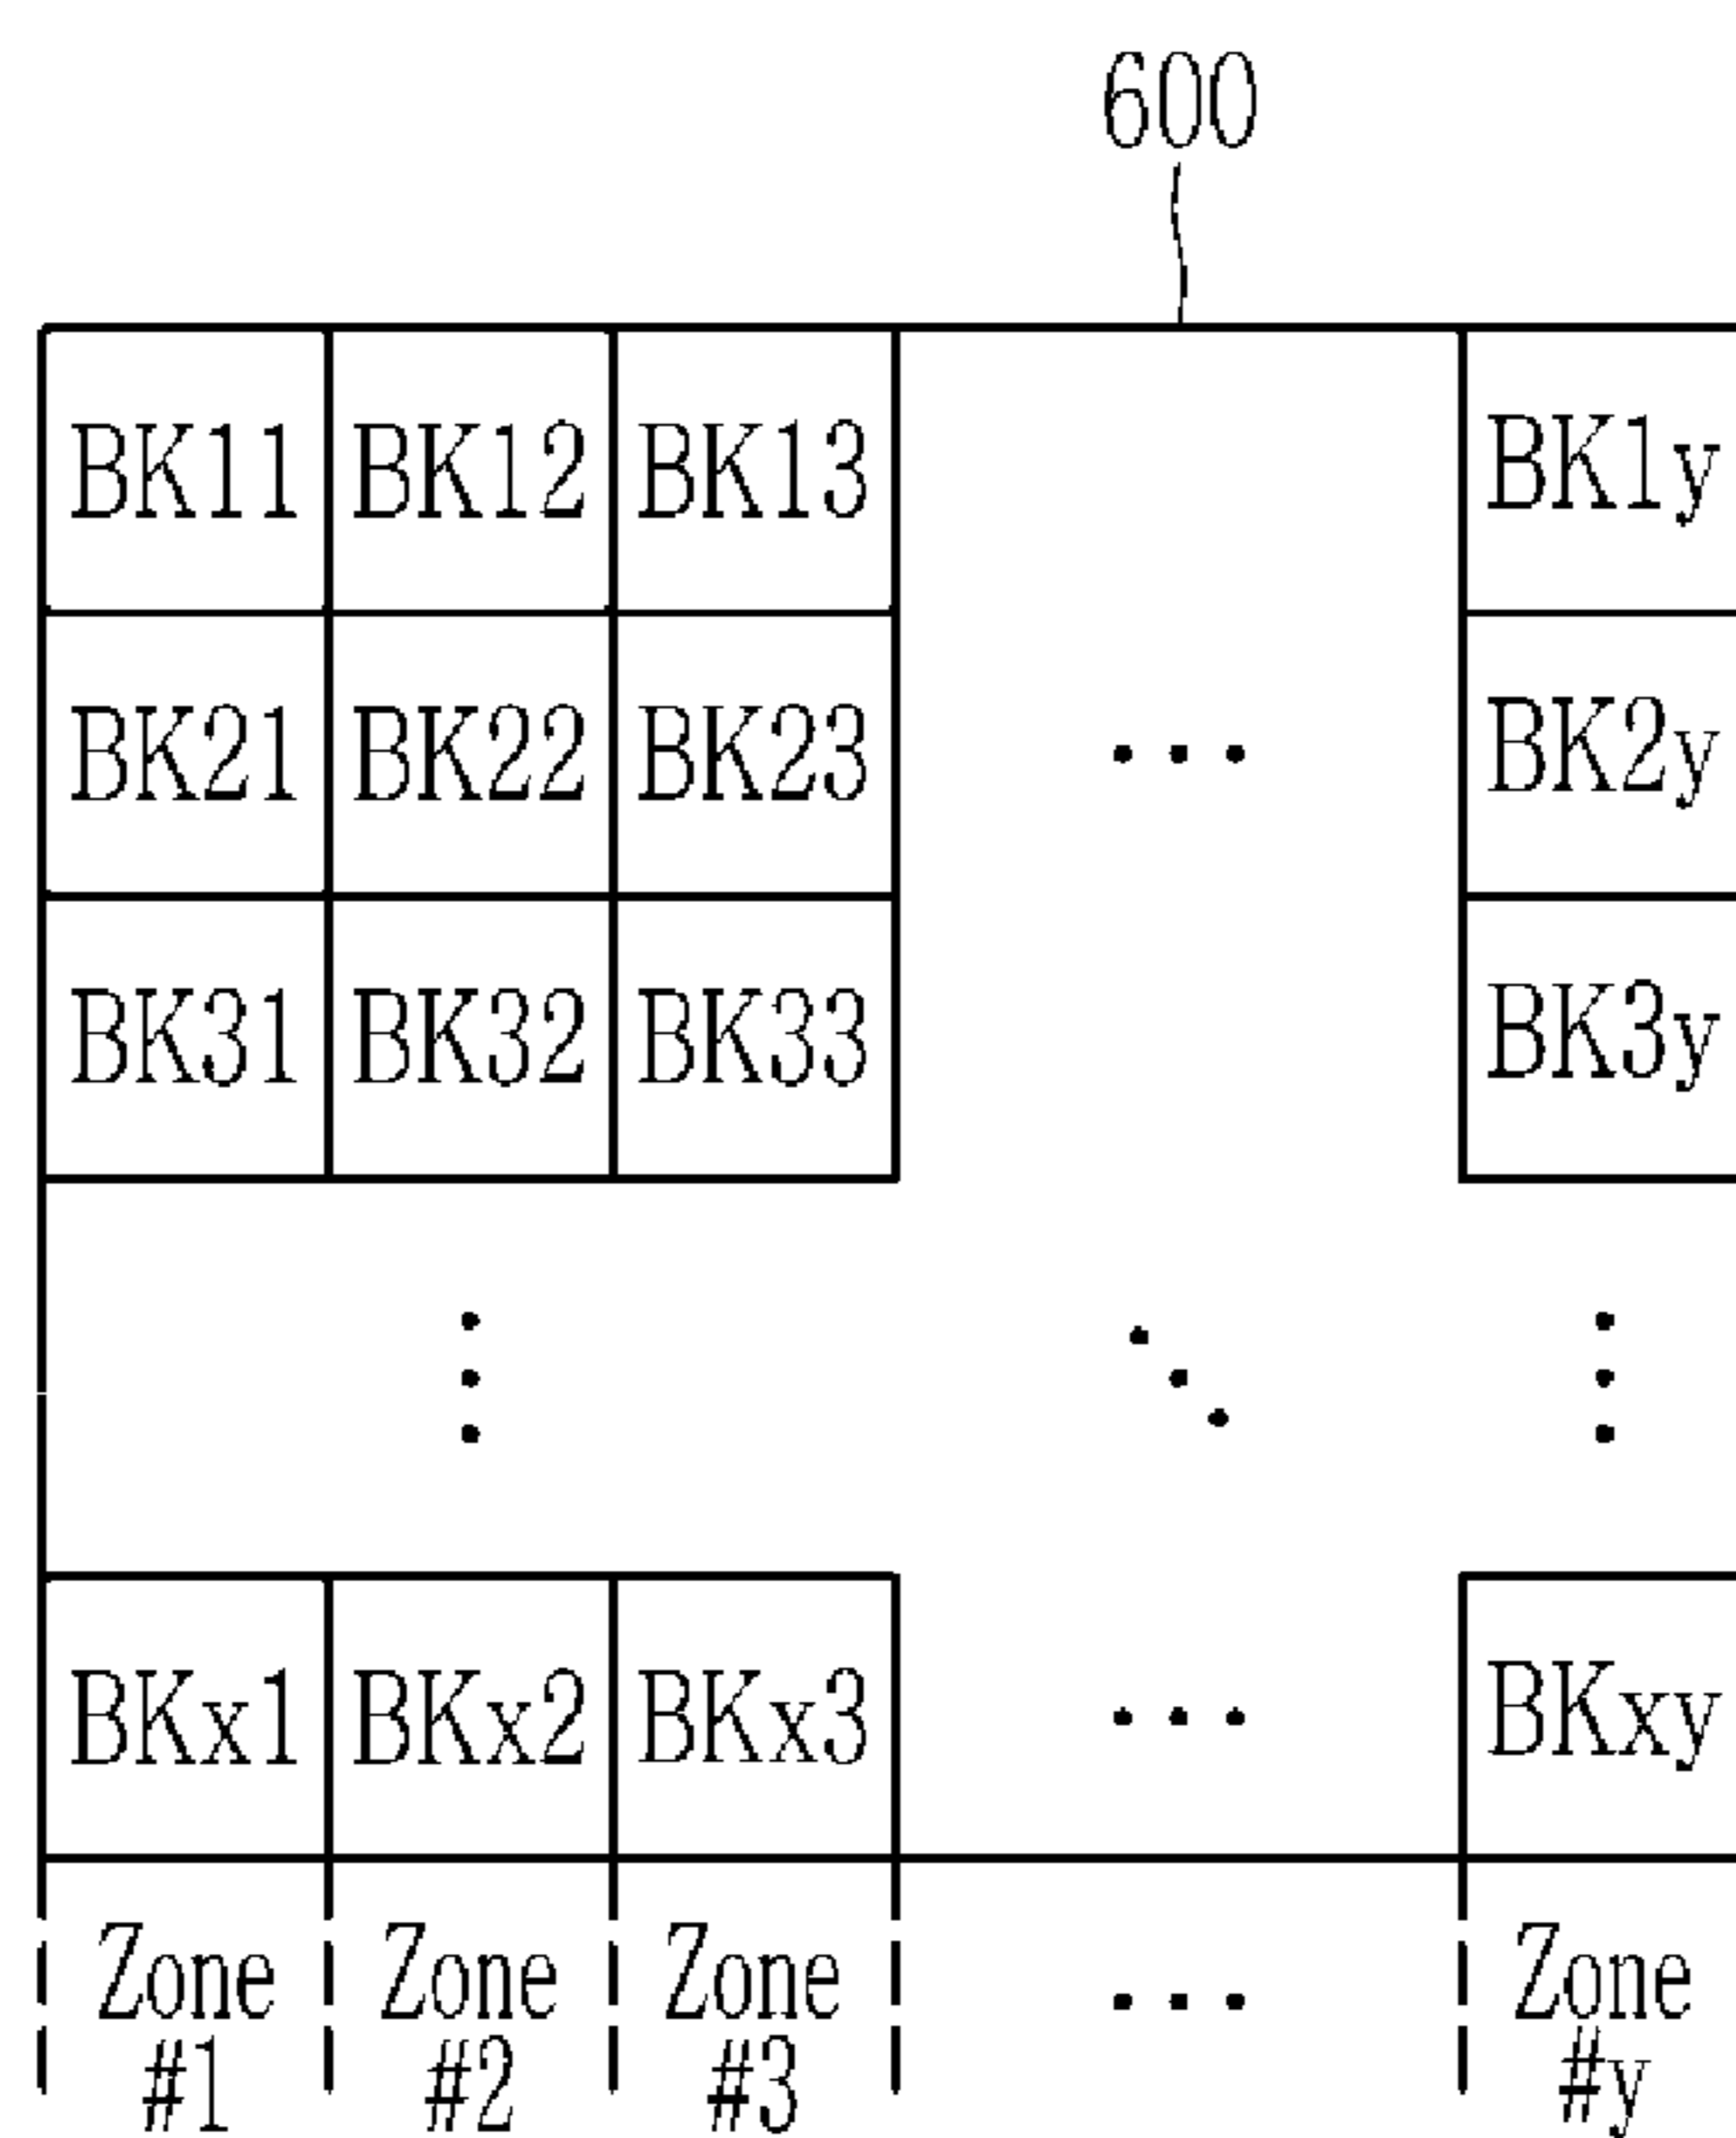 600
BK11 BK12 BK13 BK1y
BK21 BK22 BK23 ... BK2y
BK31 BK32 BK33 BK3y
BKx1 BKx2 BKx3 ... BKxy
Zone #1 Zone #2 Zone #3 ... Zone #y